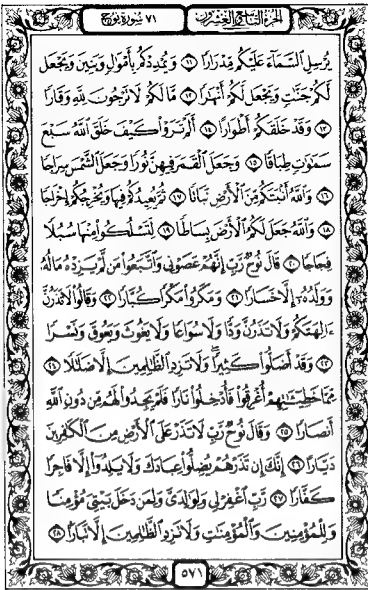 الجزء التاسع والعشرون ٧١ سورة نوح
يُرْسِلِ السَّمَاءَ عَلَيْكُمْ مِدْرَارًا ١١ وَيُمْدِدْكُمْ بِأَمْوَالٍ وَبَنِينَ وَيَجْعَلْ
لَكُمْ جَنَّاتٍ وَيَجْعَلْ لَكُمْ أَنْهَارًا ١٢ مَا لَكُمْ لَا تَرْجُونَ لِلَّهِ وَقَارًا
١٣ وَقَدْ خَلَقَكُمْ أَطْوَارًا ١٤ أَلَمْ تَرَوْا كَيْفَ خَلَقَ اللَّهُ سَبْعَ
سَمَاوَاتٍ طِبَاقًا ١٥ وَجَعَلَ الْقَمَرَ فِيهِنَّ نُورًا وَجَعَلَ الشَّمْسَ سِرَاجًا
١٦ وَاللَّهُ أَنْبَتَكُمْ مِنَ الْأَرْضِ نَبَاتًا ١٧ ثُمَّ يُعِيدُكُمْ فِيهَا وَيُخْرِجُكُمْ إِخْرَاجًا
١٨ وَاللَّهُ جَعَلَ لَكُمُ الْأَرْضَ بِسَاطًا ١٩ لِتَسْلُكُوا مِنْهَا سُبُلًا
فِجَاجًا ٢٠ قَالَ نُوحٌ رَبِّ إِنَّهُمْ عَصَوْنِي وَاتَّبَعُوا مَنْ لَمْ يَزِدْهُ مَالُهُ
وَوَلَدُهُ إِلَّا خَسَارًا ٢١ وَمَكَرُوا مَكْرًا كُبَّارًا ٢٢ وَقَالُوا لَا تَذَرُنَّ
آلِهَتَكُمْ وَلَا تَذَرُنَّ وَدًّا وَلَا سُوَاعًا وَلَا يَغُوثَ وَيَعُوقَ وَنَسْرًا
٢٣ وَقَدْ أَضَلُّوا كَثِيرًا وَلَا تَزِدِ الظَّالِمِينَ إِلَّا ضَلَالًا ٢٤
مِمَّا خَطِيئَاتِهِمْ أُغْرِقُوا فَأُدْخِلُوا نَارًا فَلَمْ يَجِدُوا لَهُمْ مِنْ دُونِ اللَّهِ
أَنْصَارًا ٢٥ وَقَالَ نُوحٌ رَبِّ لَا تَذَرْ عَلَى الْأَرْضِ مِنَ الْكَافِرِينَ
دَيَّارًا ٢٦ إِنَّكَ إِنْ تَذَرْهُمْ يُضِلُّوا عِبَادَكَ وَلَا يَلِدُوا إِلَّا فَاجِرًا
كَفَّارًا ٢٧ رَبِّ اغْفِرْ لِي وَلِوَالِدَيَّ وَلِمَنْ دَخَلَ بَيْتِيَ مُؤْمِنًا
وَلِلْمُؤْمِنِينَ وَالْمُؤْمِنَاتِ وَلَا تَزِدِ الظَّالِمِينَ إِلَّا تَبَارًا ٢٨
٥٧١